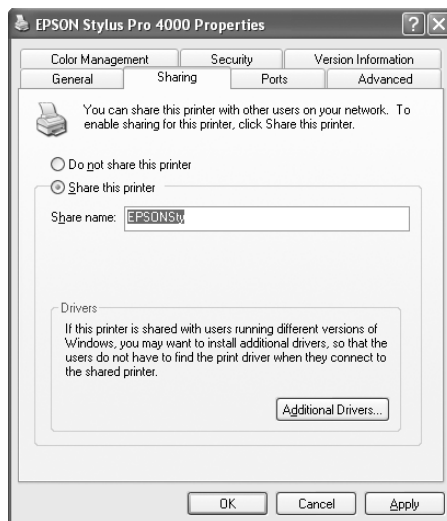 EPSON Stylus Pro 4000 Properties
Color Management Security Version Information
General Sharing Ports Advanced
You can share this printer with other users on your network. To
enable sharing for this printer, click Share this printer.
Do not share this printer
Share this printer
Share name: EPSONSty
Drivers
If this printer is shared with users running different versions of
Windows, you may want to install additional drivers, so that the
users do not have to find the print driver when they connect to
the shared printer.
Additional Drivers...
OK Cancel Apply